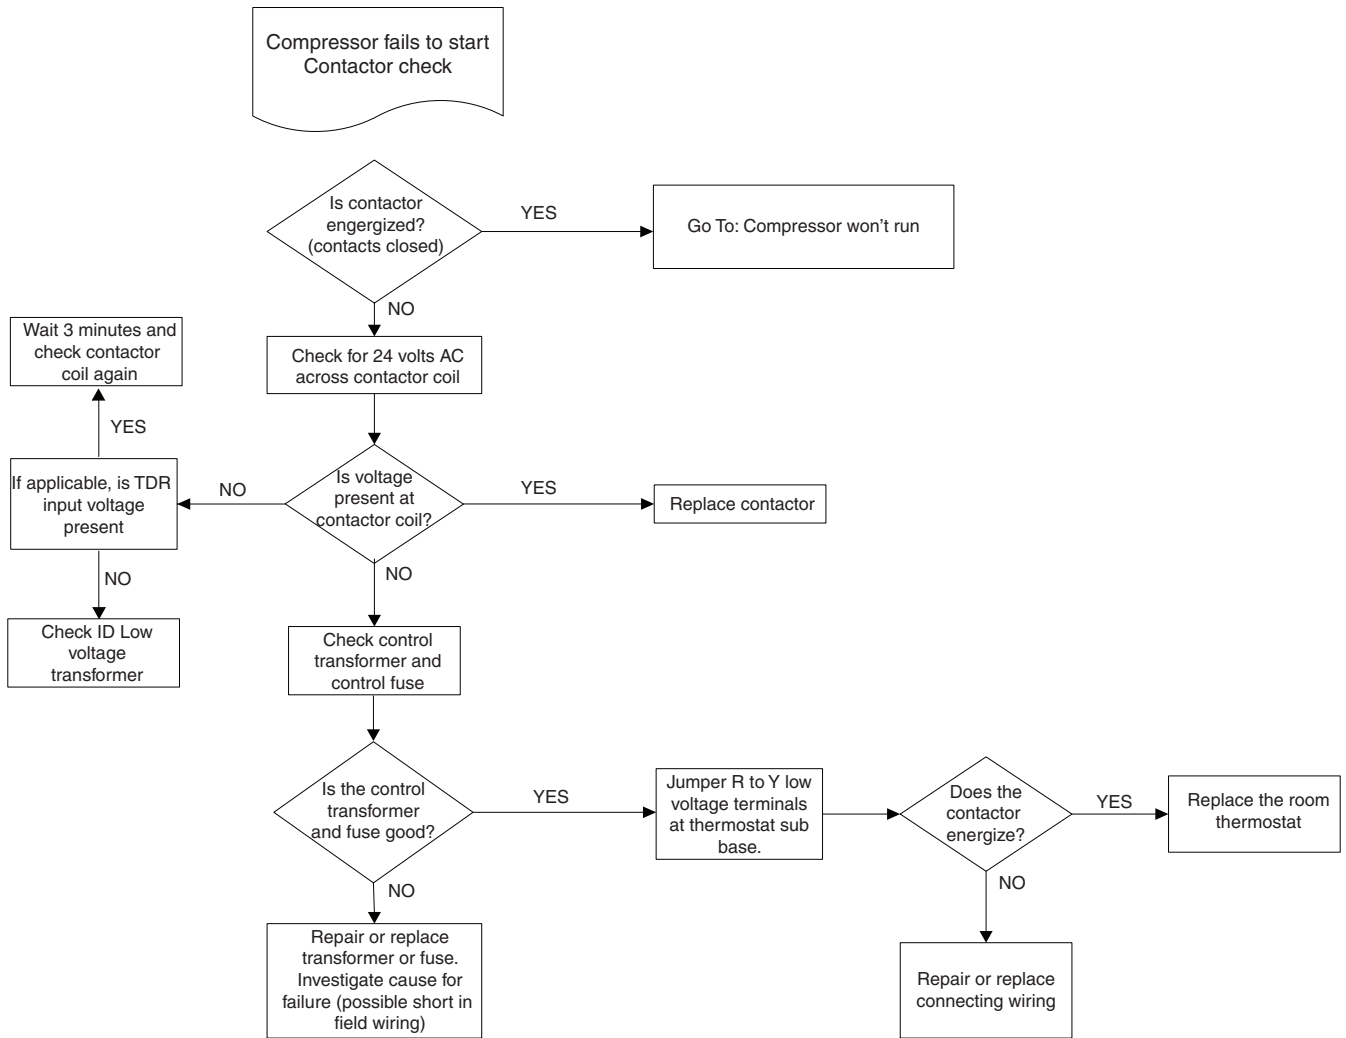 Compressor fails to start
Contactor check
Is contactor
engergized?
(contacts closed)
YES
Go To: Compressor won't run
NO
Wait 3 minutes and
check contactor
coil again
Check for 24 volts AC
across contactor coil
YES
If applicable, is TDR
input voltage
present
NO
Is voltage
present at
contactor coil?
YES
Replace contactor
NO
NO
Check ID Low
voltage
transformer
Check control
transformer and
control fuse
Is the control
transformer
and fuse good?
YES
Jumper R to Y low
voltage terminals
at thermostat sub
base.
Does the
contactor
energize?
YES
Replace the room
thermostat
NO
NO
Repair or replace
transformer or fuse.
Investigate cause for
failure (possible short in
field wiring)
Repair or replace
connecting wiring